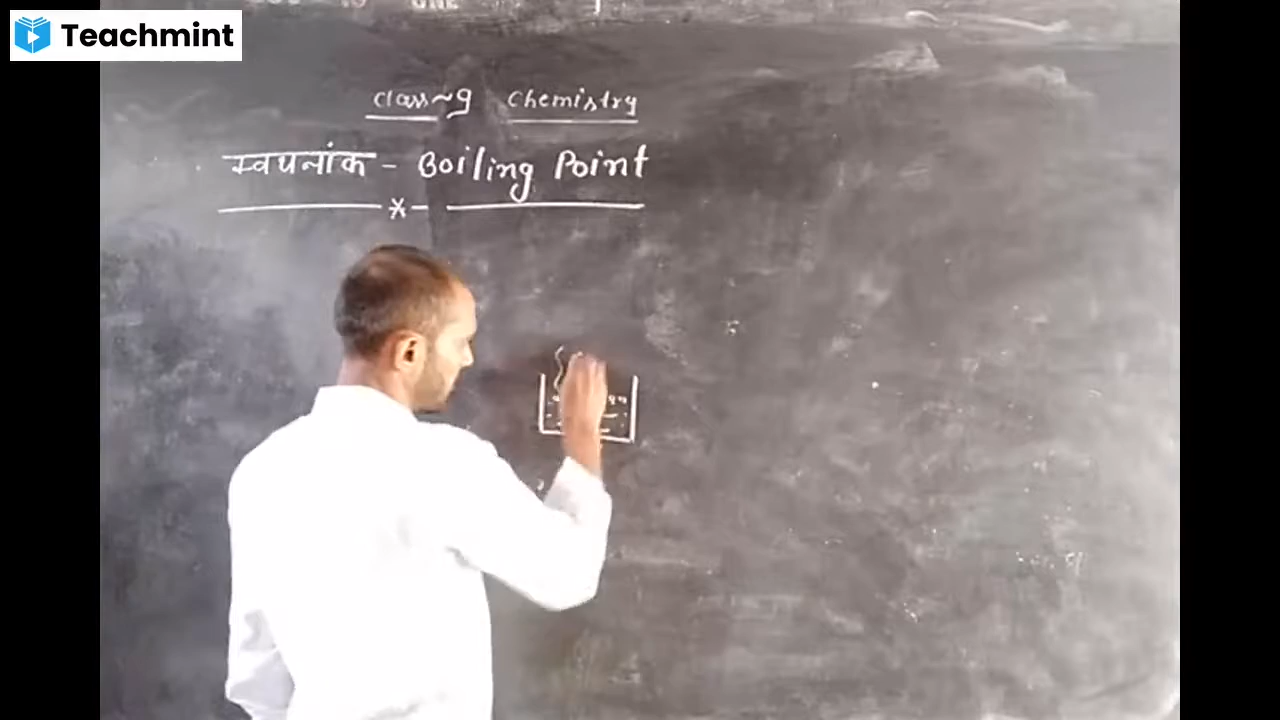 Teachmint
class~9 Chemistry
स्वथनांक - Boiling Point